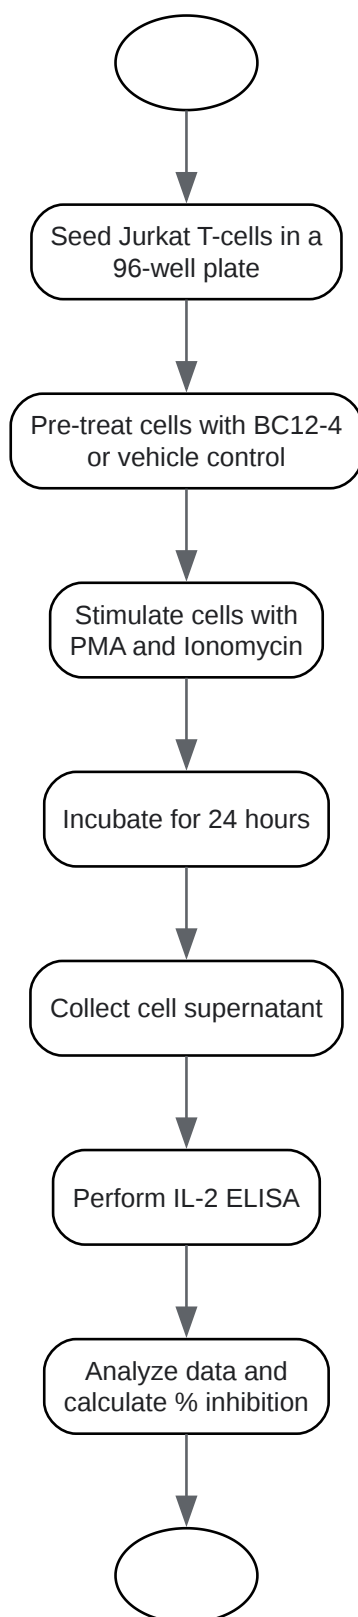 Seed Jurkat T-cells in a
96-well plate
Pre-treat cells with BC12-4
or vehicle control
Stimulate cells with
PMA and Ionomycin
Incubate for 24 hours
Collect cell supernatant
Perform IL-2 ELISA
Analyze data and
calculate % inhibition